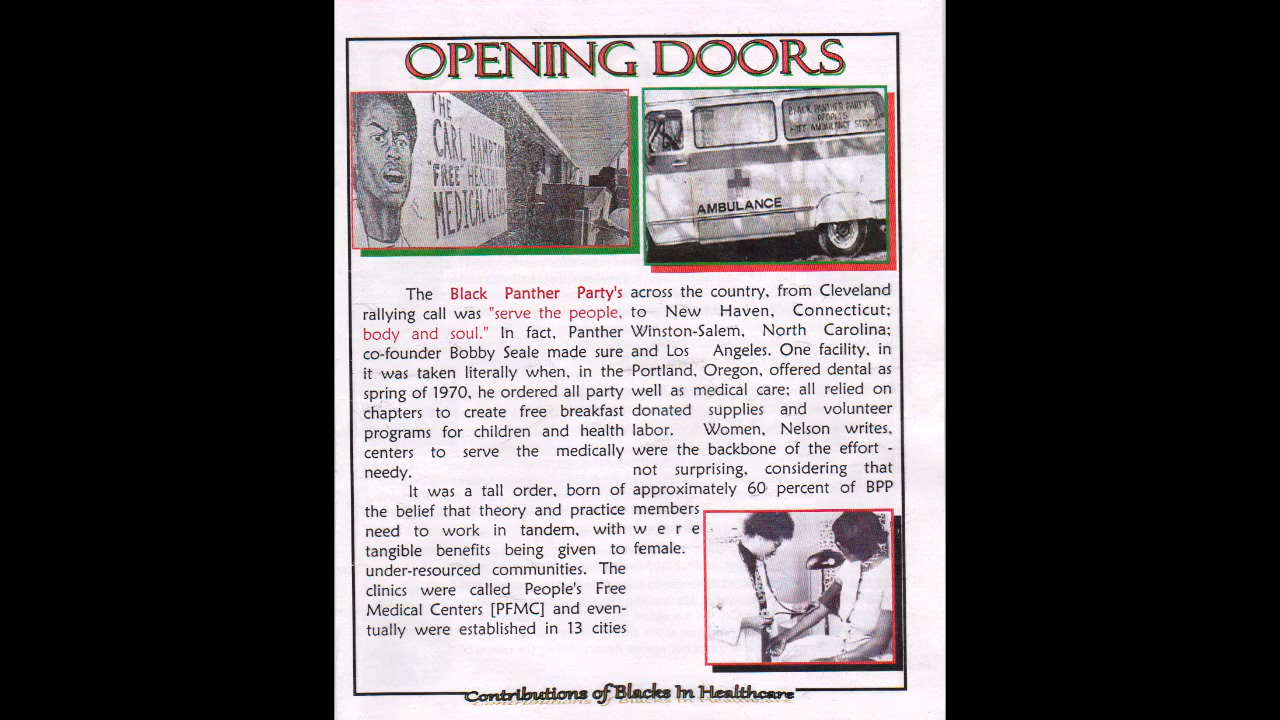 OPENING DOORS
THE
CARL HAMPTON
"FREE" HEALTH
MEDICAL CLINIC
BLACK PANTHER PARTY'S
PEOPLES
FREE AMBULANCE SERVICE
AMBULANCE
The Black Panther Party's
rallying call was "serve the people,
body and soul." In fact, Panther
co-founder Bobby Seale made sure
it was taken literally when, in the
spring of 1970, he ordered all party
chapters to create free breakfast
programs for children and health
centers to serve the medically
needy.
It was a tall order, born of
the belief that theory and practice
need to work in tandem, with
tangible benefits being given to
under-resourced communities. The
clinics were called People's Free
Medical Centers [PFMC] and even-
tually were established in 13 cities
across the country, from Cleveland
to New Haven, Connecticut;
Winston-Salem, North Carolina;
and Los Angeles. One facility, in
Portland, Oregon, offered dental as
well as medical care; all relied on
donated supplies and volunteer
labor. Women, Nelson writes,
were the backbone of the effort -
not surprising, considering that
approximately 60 percent of BPP
members
were
female.
Contributions of Blacks In Healthcare